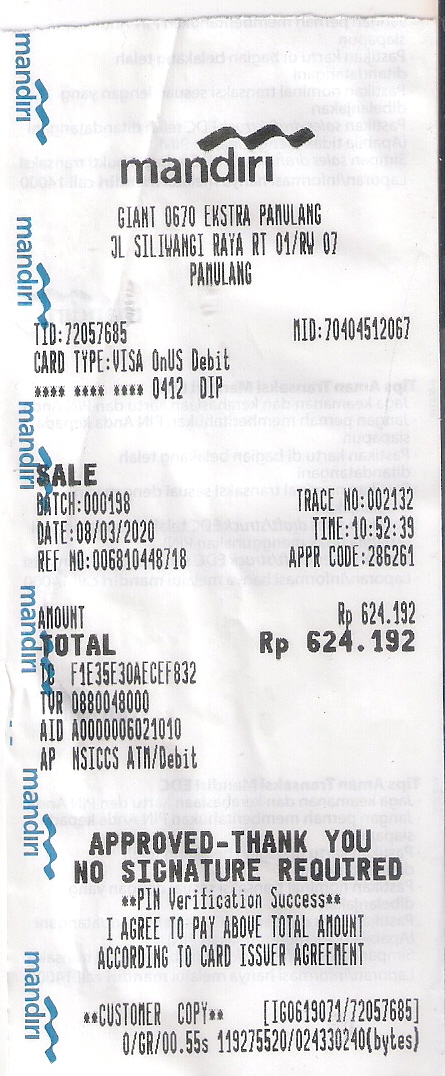 mandiri
GIANT 0670 EKSTRA PAMULANG
JL SILIWANGI RAYA RT 01/RW 07
PAMULANG
TID:72057685 MID:70404512067
CARD TYPE:VISA OnUS Debit
**** **** **** 0412 DIP
SALE
BATCH:000198 TRACE NO:002132
DATE:08/03/2020 TIME:10:52:39
REF NO:006810448718 APPR CODE:286261
AMOUNT Rp 624.192
TOTAL Rp 624.192
F1E35E30AECEF832
TVR 0880048000
AID A0000006021010
AP NSICCS ATM/Debit
APPROVED-THANK YOU
NO SIGNATURE REQUIRED
**PIN Verification Success**
I AGREE TO PAY ABOVE TOTAL AMOUNT
ACCORDING TO CARD ISSUER AGREEMENT
**CUSTOMER COPY** [IG0619071/72057685]
0/GR/00.55s 119275520/024330240(bytes)
mandiri
mandiri
mandiri
mandiri
mandiri
mandiri